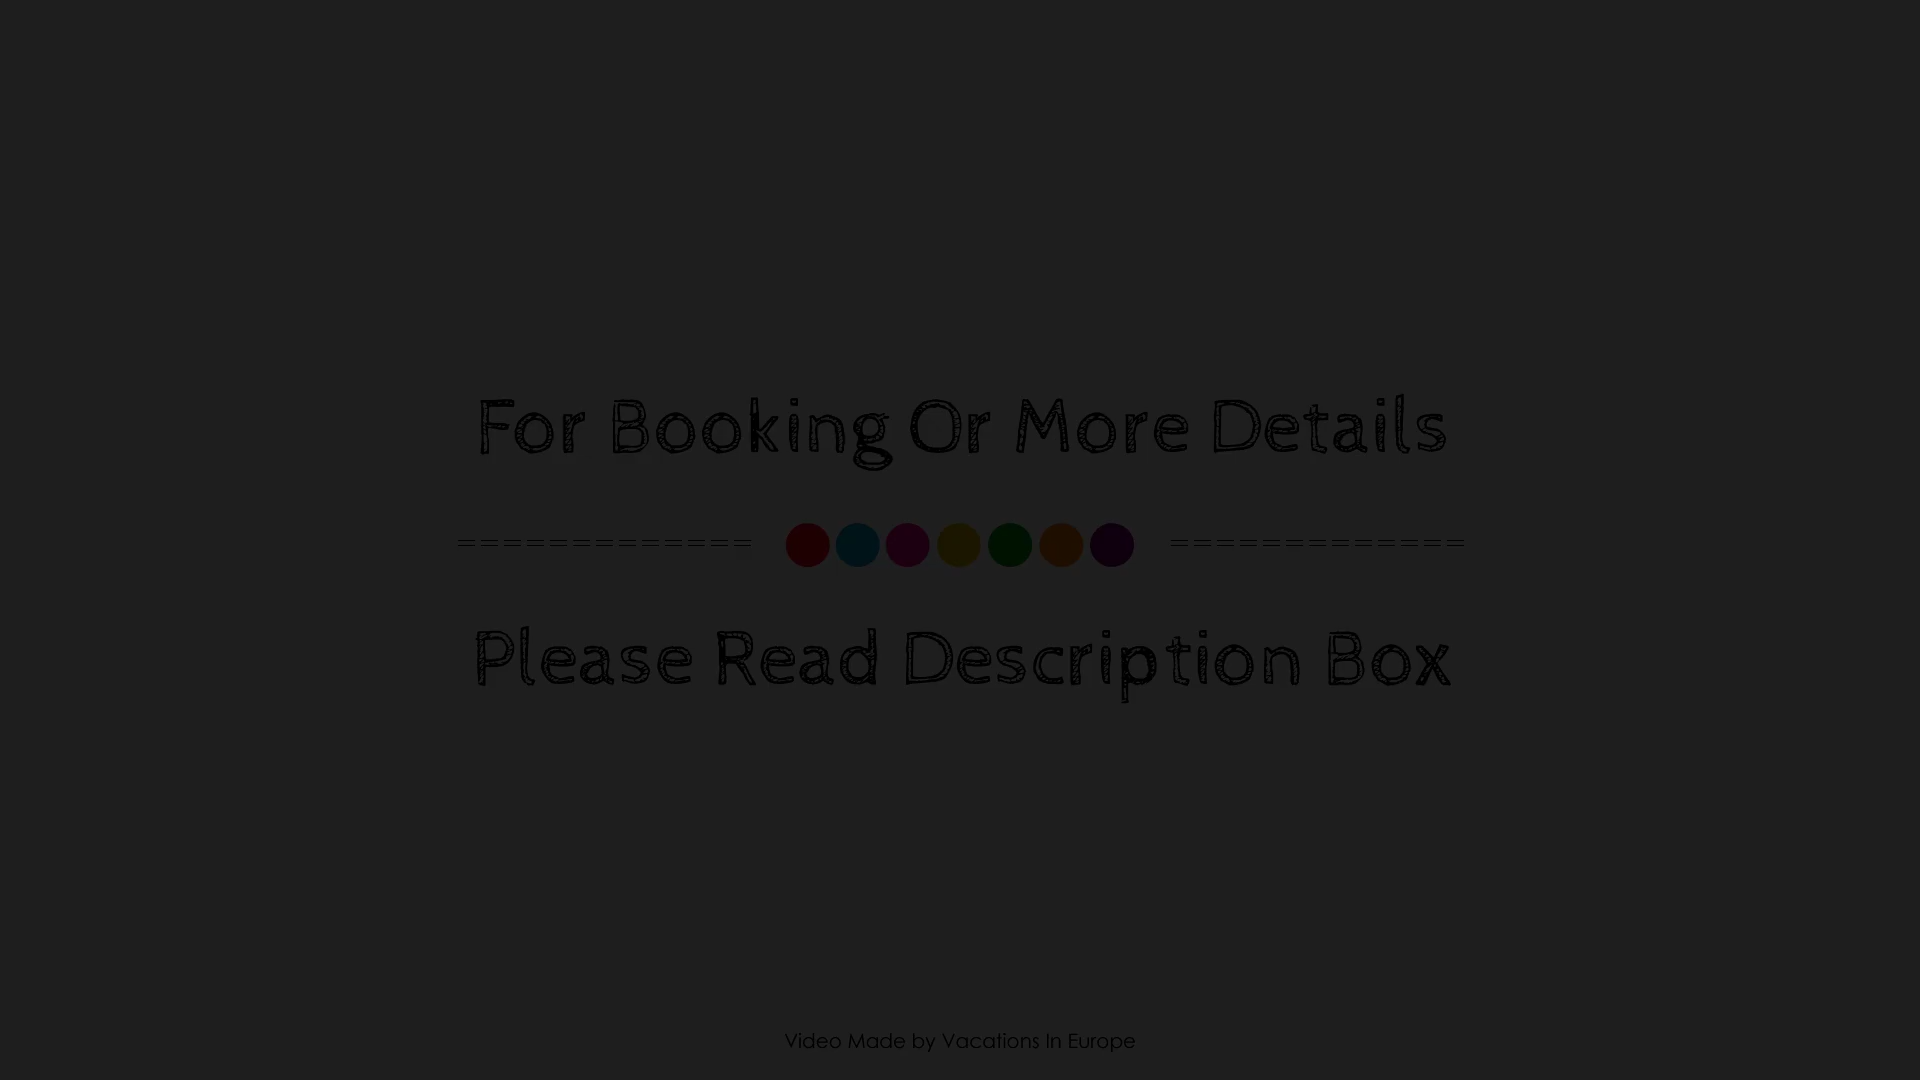 For Booking Or More Details
============= =============
Please Read Description Box
Video Made by Vacations In Europe